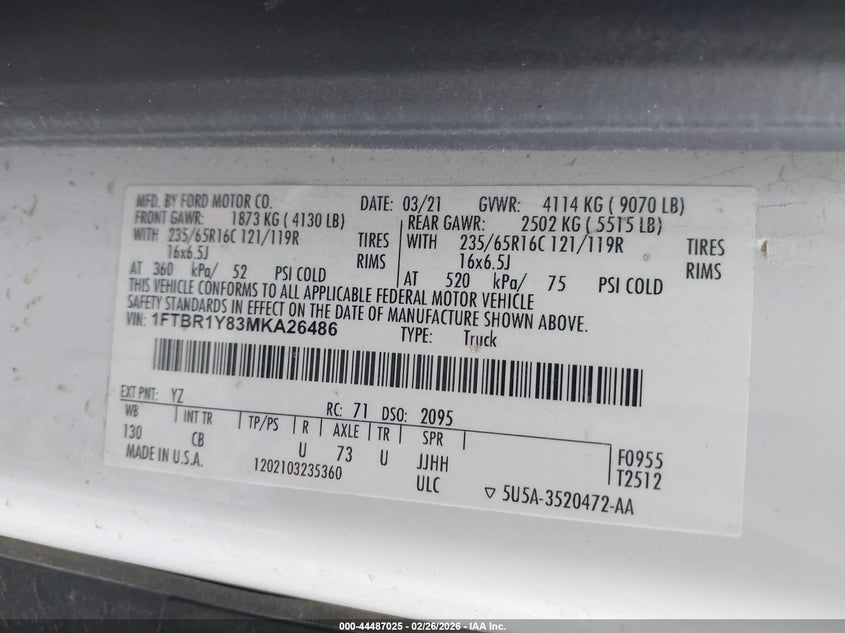 MFD. BY FORD MOTOR CO. DATE: 03/21 GVWR: 4114 KG ( 9070 LB)
FRONT GAWR: 1873 KG ( 4130 LB) REAR GAWR: 2502 KG ( 5515 LB)
WITH 235/65R16C 121/119R TIRES WITH 235/65R16C 121/119R TIRES
16x6.5J RIMS 16x6.5J RIMS
AT 360 kPa/ 52 PSI COLD AT 520 kPa/ 75 PSI COLD
THIS VEHICLE CONFORMS TO ALL APPLICABLE FEDERAL MOTOR VEHICLE
SAFETY STANDARDS IN EFFECT ON THE DATE OF MANUFACTURE SHOWN ABOVE.
VIN: 1FTBR1Y83MKA26486 TYPE: Truck
EXT PNT: YZ RC: 71 DSO: 2095
WB INT TR TP/PS R AXLE TR SPR
130 CB U 73 U JJHH F0955
MADE IN U.S.A. 1202103235360 ULC T2512
▽ 5U5A-3520472-AA
000-44487025 - 02/26/2026 - IAA Inc.